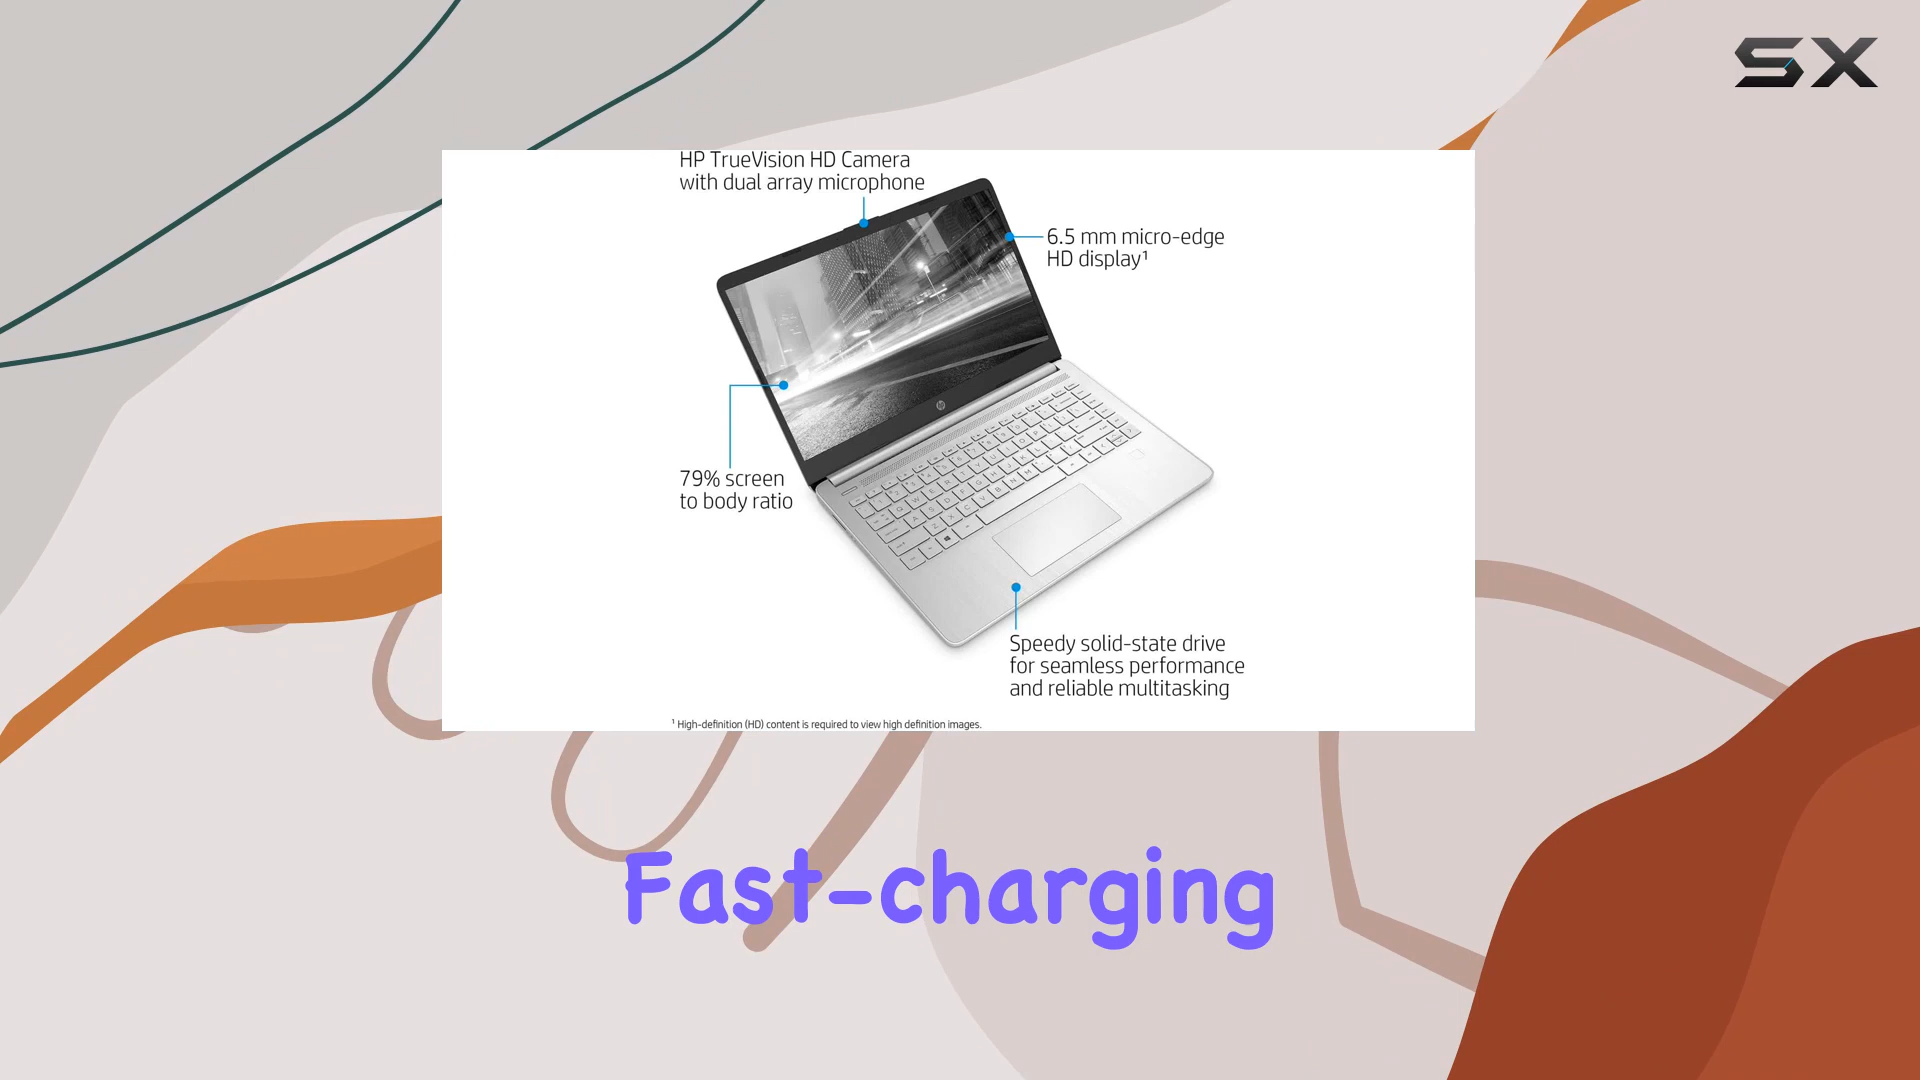 SX
HP TrueVision HD Camera
with dual array microphone
6.5 mm micro-edge
HD display¹
79% screen
to body ratio
Speedy solid-state drive
for seamless performance
and reliable multitasking
¹ High-definition (HD) content is required to view high definition images.
Fast-charging